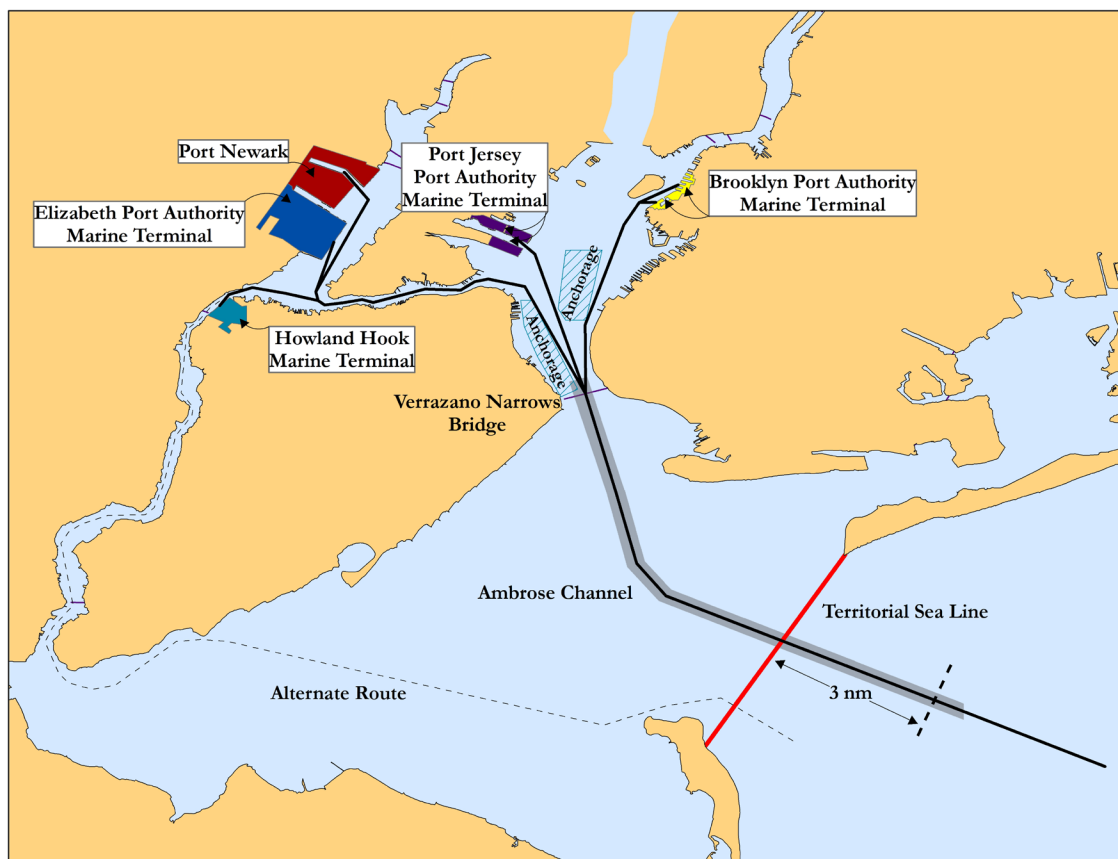 Port Newark
Elizabeth Port Authority
Marine Terminal
Port Jersey
Port Authority
Marine Terminal
Brooklyn Port Authority
Marine Terminal
Anchorage
Anchorage
Howland Hook
Marine Terminal
Verrazano Narrows
Bridge
Ambrose Channel
Territorial Sea Line
Alternate Route
3 nm